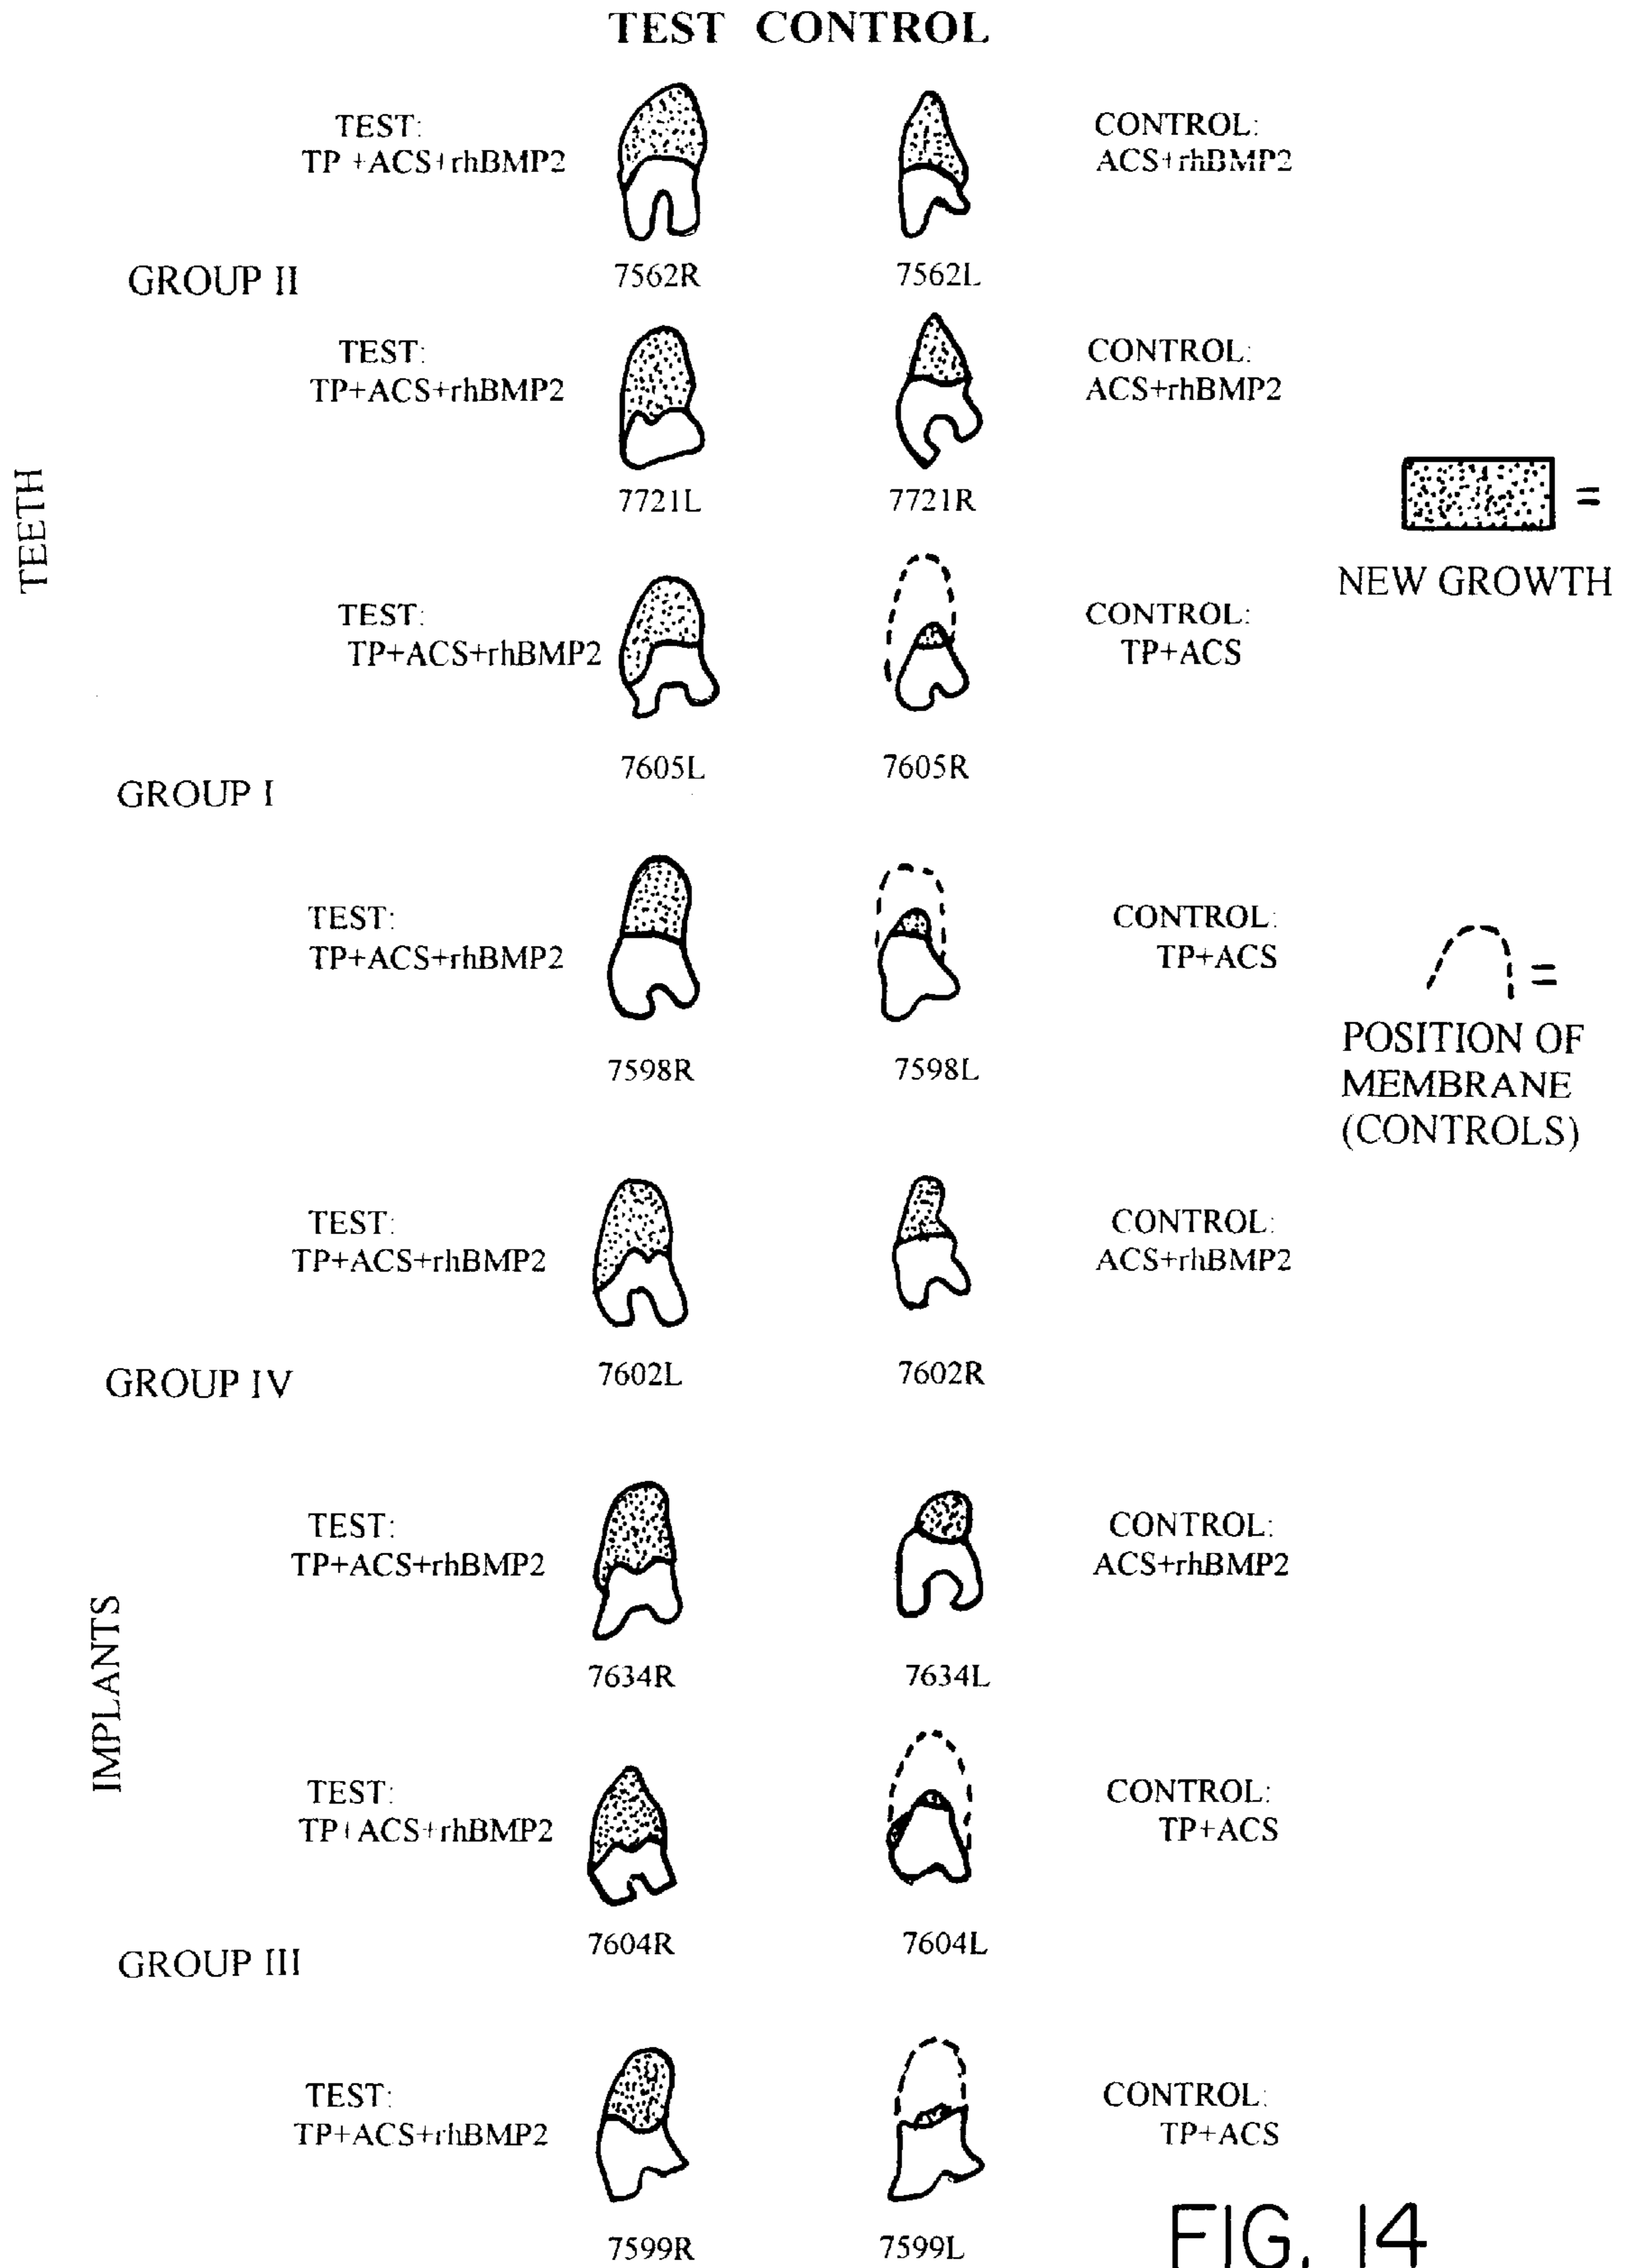 TEST CONTROL
TEST:
TP +ACS+rhBMP2
CONTROL:
ACS+rhBMP2
7562R
7562L
GROUP II
TEST:
TP+ACS+rhBMP2
CONTROL:
ACS+rhBMP2
7721L
7721R
TEETH
=
NEW GROWTH
TEST:
TP+ACS+rhBMP2
CONTROL:
TP+ACS
7605L
7605R
GROUP I
TEST:
TP+ACS+rhBMP2
CONTROL:
TP+ACS
7598R
7598L
=
POSITION OF
MEMBRANE
(CONTROLS)
TEST:
TP+ACS+rhBMP2
CONTROL:
ACS+rhBMP2
7602L
7602R
GROUP IV
TEST:
TP+ACS+rhBMP2
CONTROL:
ACS+rhBMP2
7634R
7634L
IMPLANTS
TEST:
TP+ACS+rhBMP2
CONTROL:
TP+ACS
7604R
7604L
GROUP III
TEST:
TP+ACS+rhBMP2
CONTROL:
TP+ACS
7599R
7599L
FIG. 14